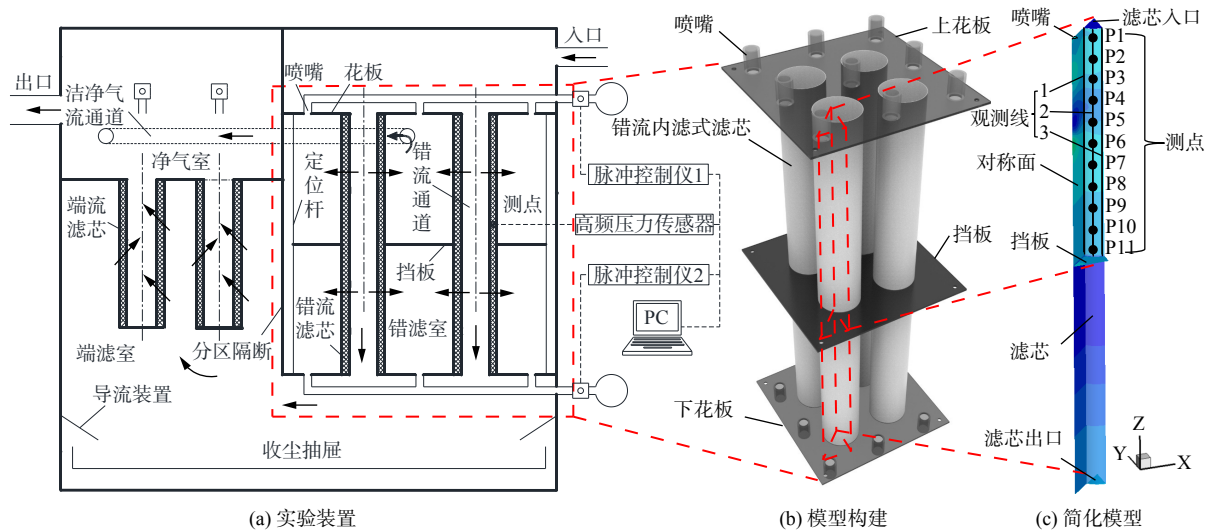 入口
出口
洁净气
流通道
喷嘴
花板
净气室
端流
滤芯
定
位
杆
错
流
通
道
测点
脉冲控制仪1
高频压力传感器
脉冲控制仪2
PC
挡板
错流
滤芯
错滤室
端滤室
分区隔断
导流装置
收尘抽屉
(a) 实验装置
喷嘴
上花板
错流内滤式滤芯
挡板
下花板
(b) 模型构建
喷嘴
滤芯入口
P1
P2
P3
P4
P5
P6
P7
P8
P9
P10
P11
测点
1
观测线
2
3
对称面
挡板
滤芯
滤芯出口
Z
Y
X
(c) 简化模型